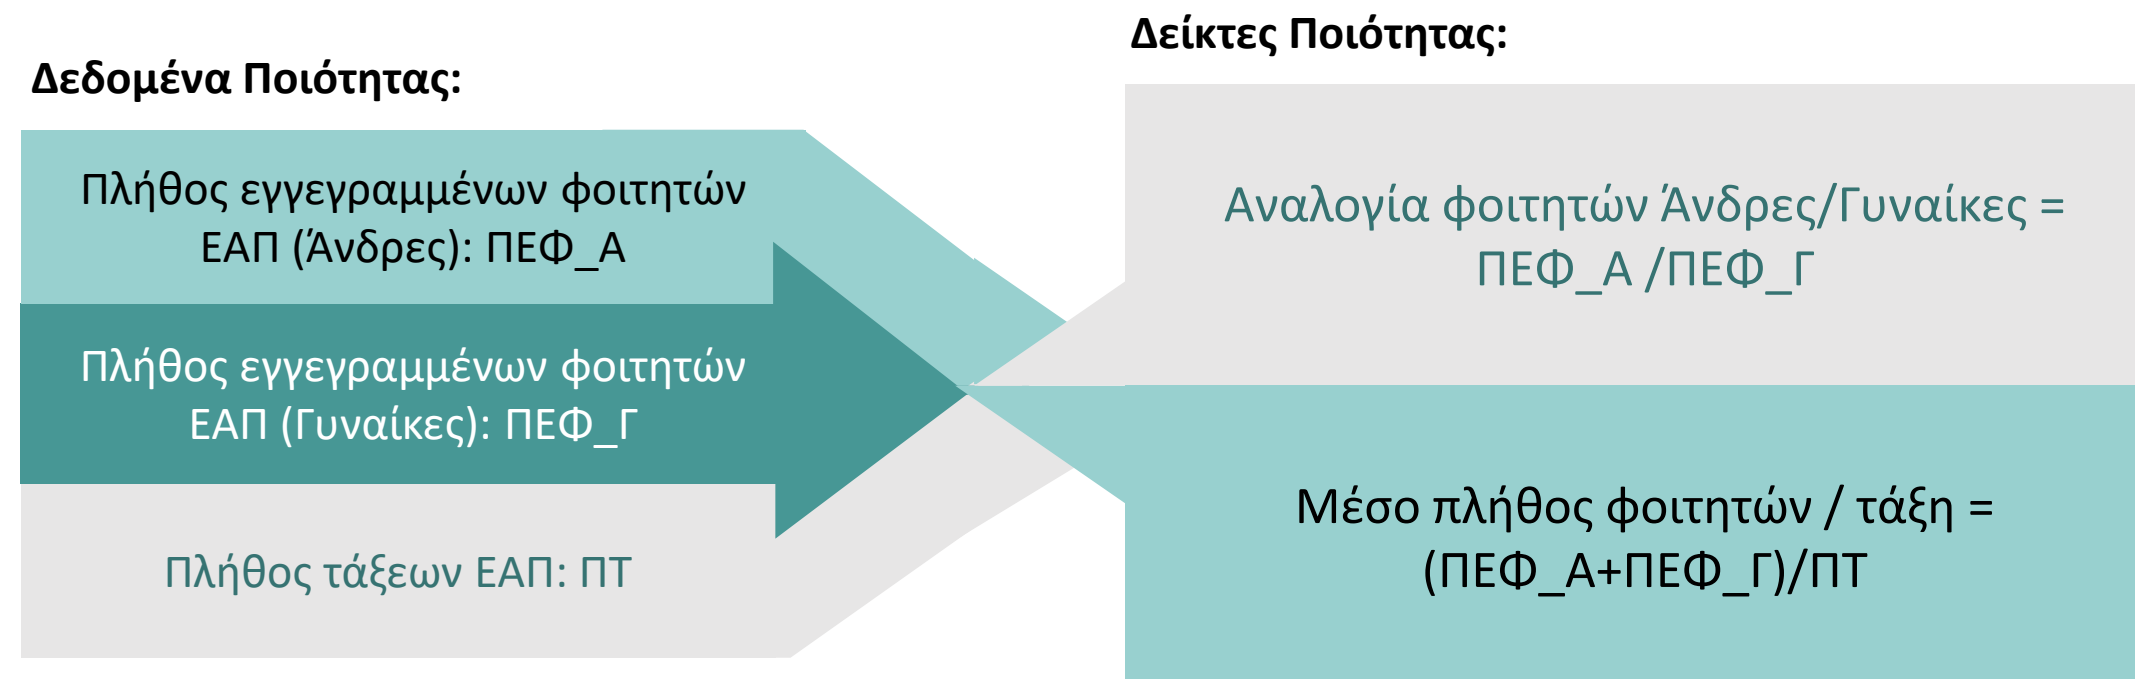 Δεδομένα Ποιότητας:
Πλήθος εγγεγραμμένων φοιτητών
ΕΑΠ (Άνδρες): ΠΕΦ_Α
Πλήθος εγγεγραμμένων φοιτητών
ΕΑΠ (Γυναίκες): ΠΕΦ_Γ
Πλήθος τάξεων ΕΑΠ: ΠΤ
Δείκτες Ποιότητας:
Αναλογία φοιτητών Άνδρες/Γυναίκες =
ΠΕΦ_Α /ΠΕΦ_Γ
Μέσο πλήθος φοιτητών / τάξη =
(ΠΕΦ_Α+ΠΕΦ_Γ)/ΠΤ